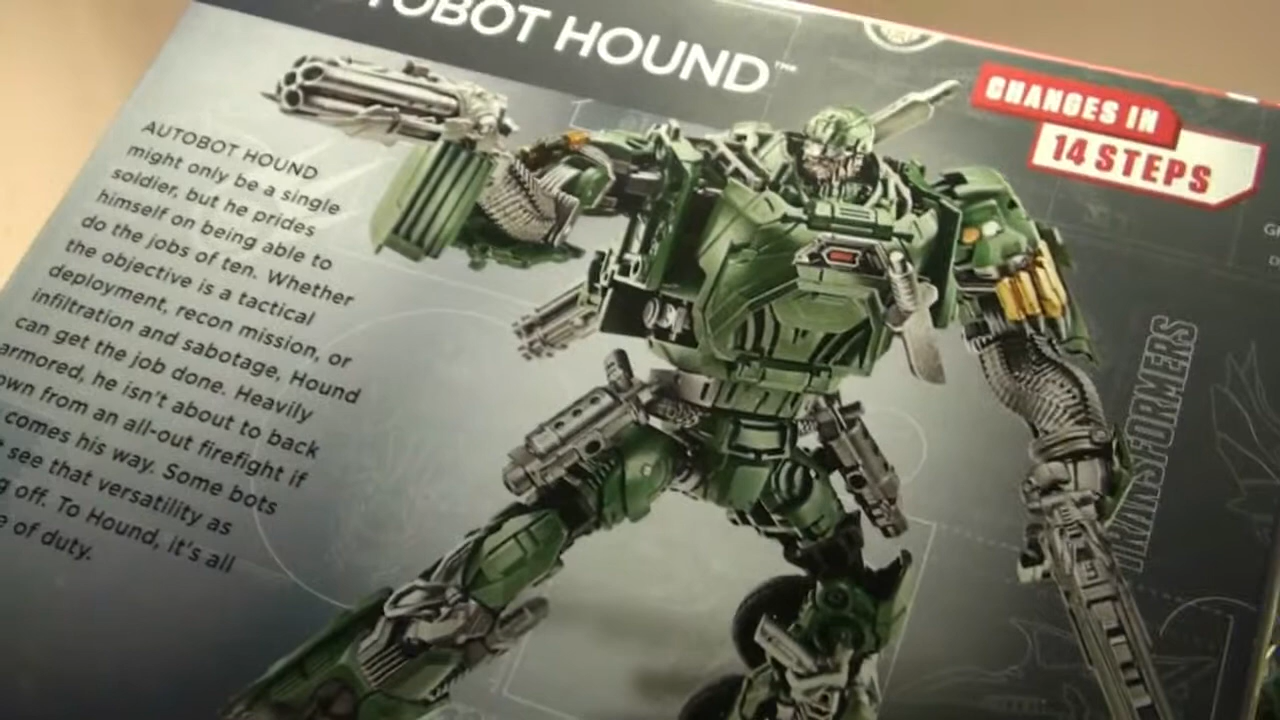 TOBOT HOUND™
CHANGES IN
14 STEPS
AUTOBOT HOUND
might only be a single
soldier, but he prides
himself on being able to
do the jobs of ten. Whether
the objective is a tactical
deployment, recon mission, or
infiltration and sabotage, Hound
can get the job done. Heavily
armored, he isn't about to back
own from an all-out firefight if
comes his way. Some bots
see that versatility as
g off. To Hound, it's all
e of duty.
TRANSFORMERS